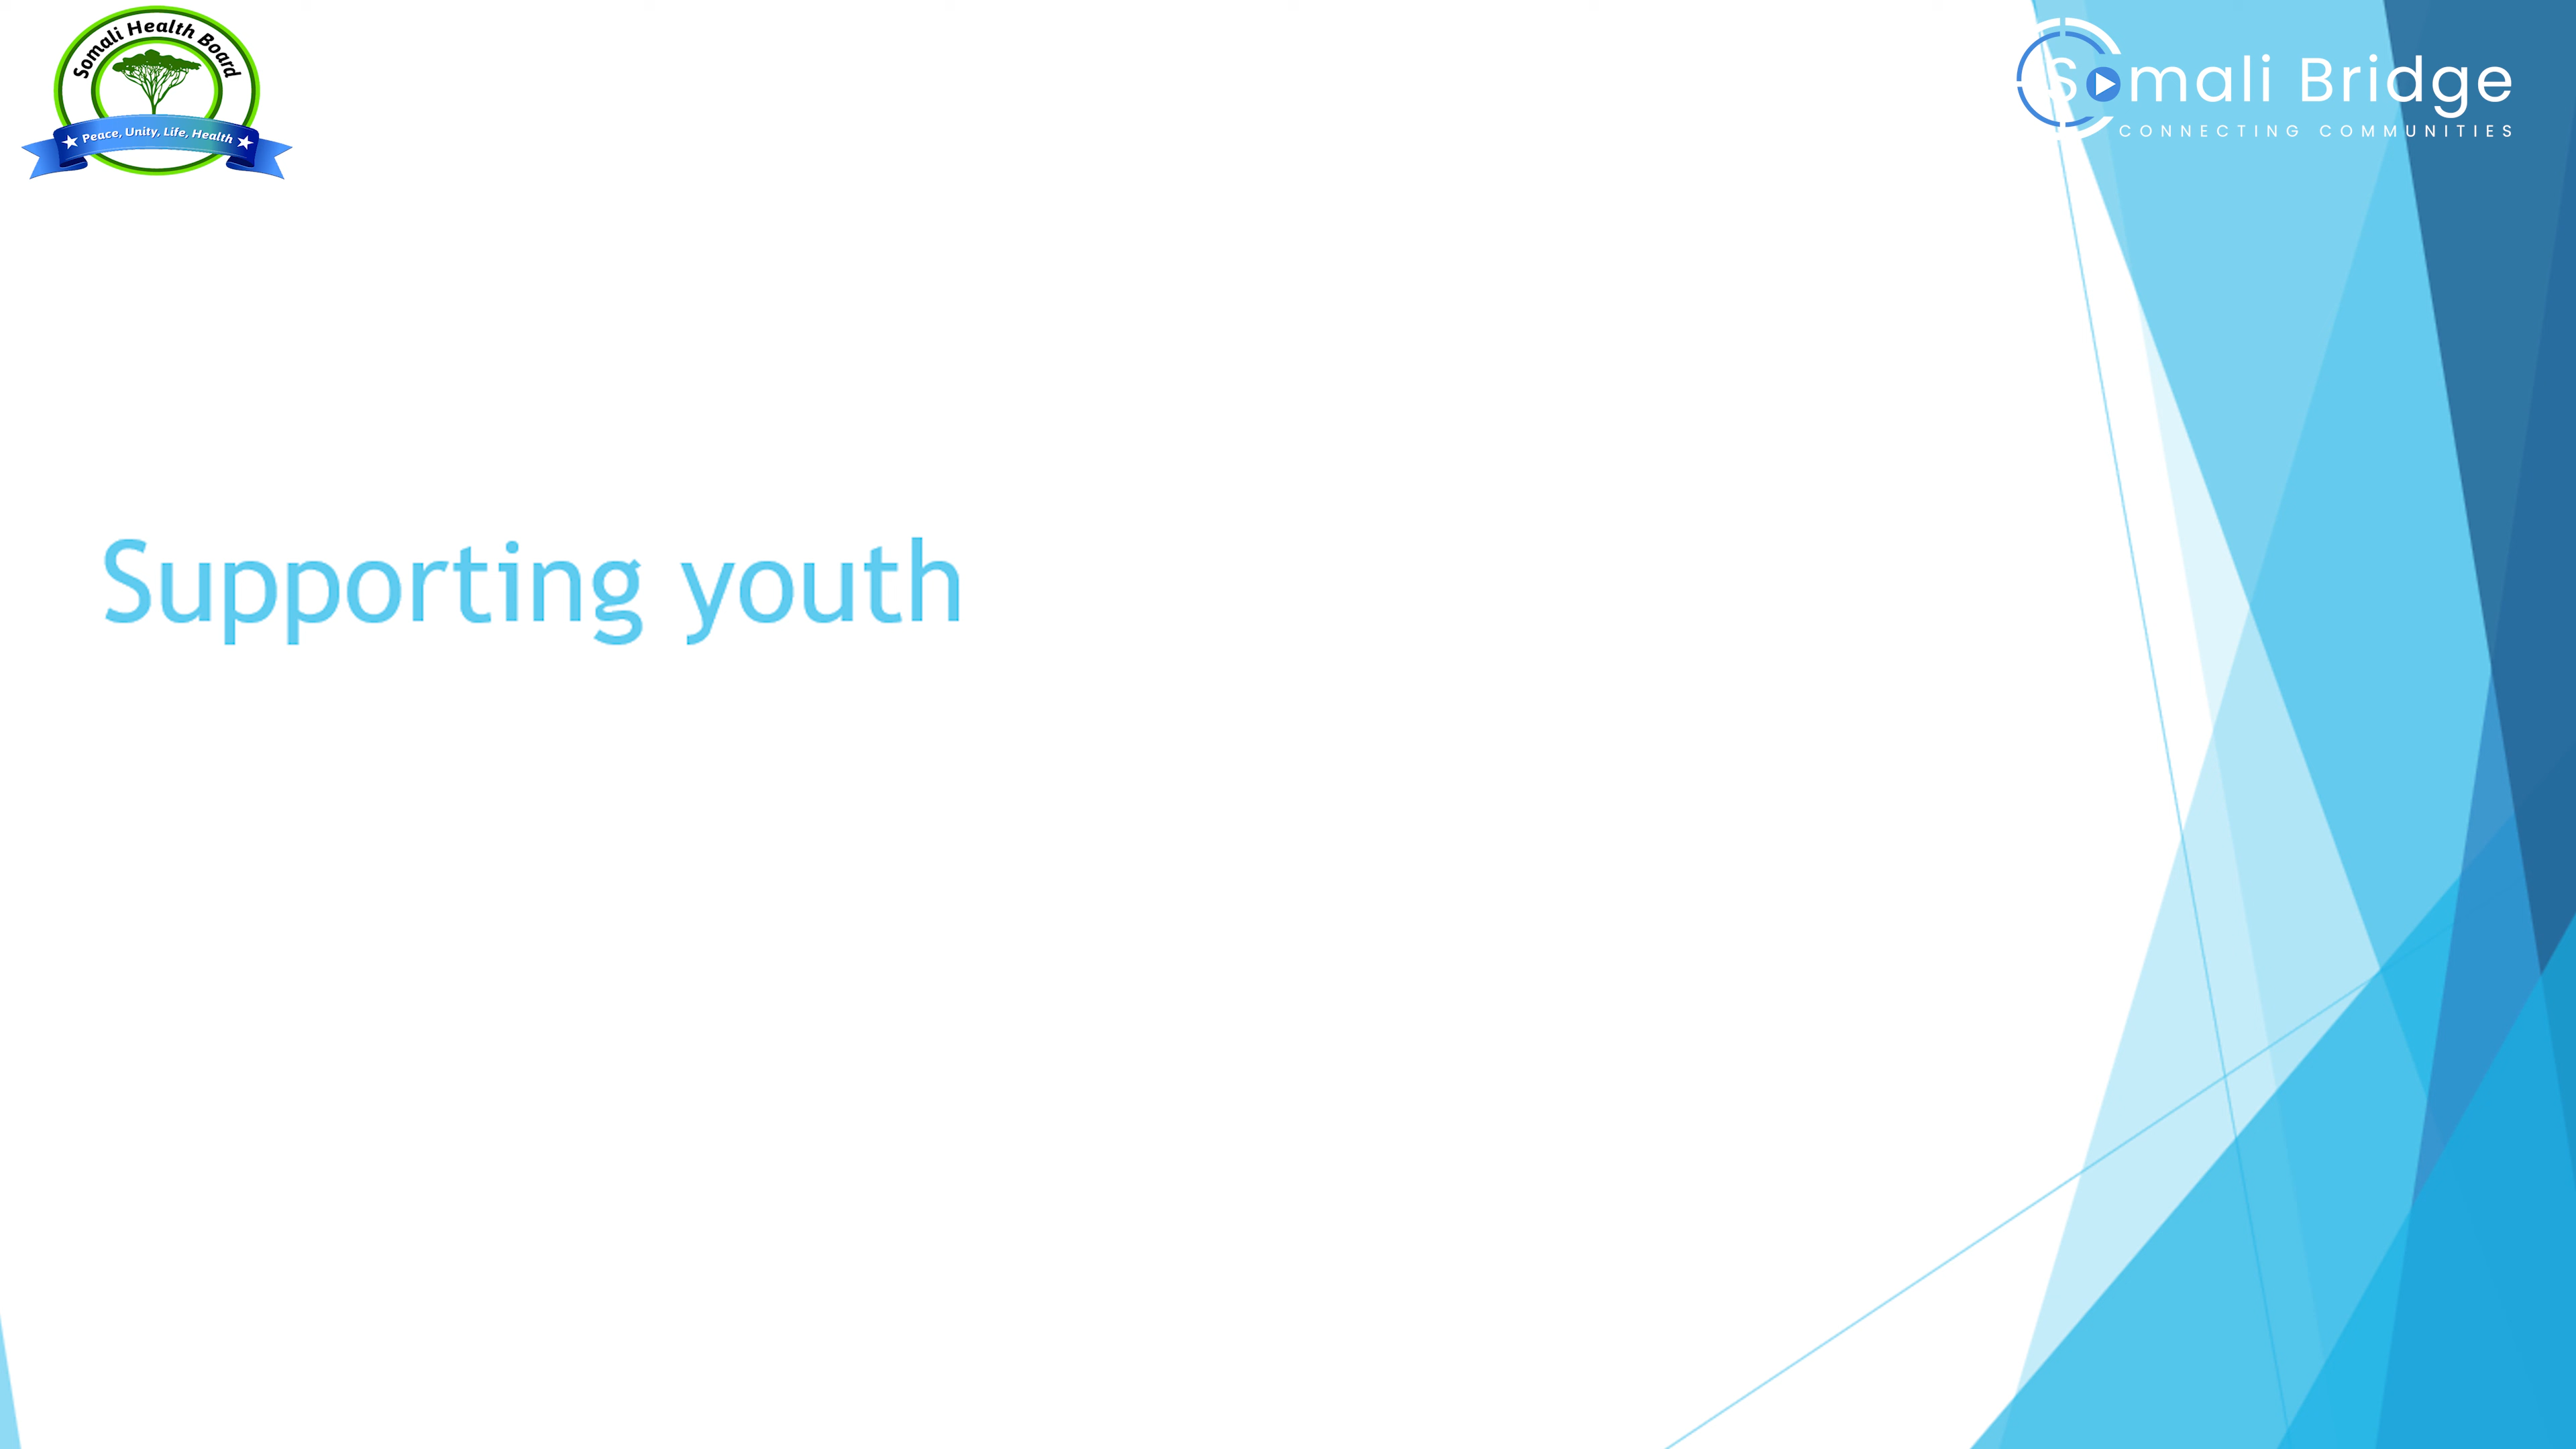 Somali Health Board
Peace, Unity, Life, Health
Somali Bridge
CONNECTING COMMUNITIES
Supporting youth